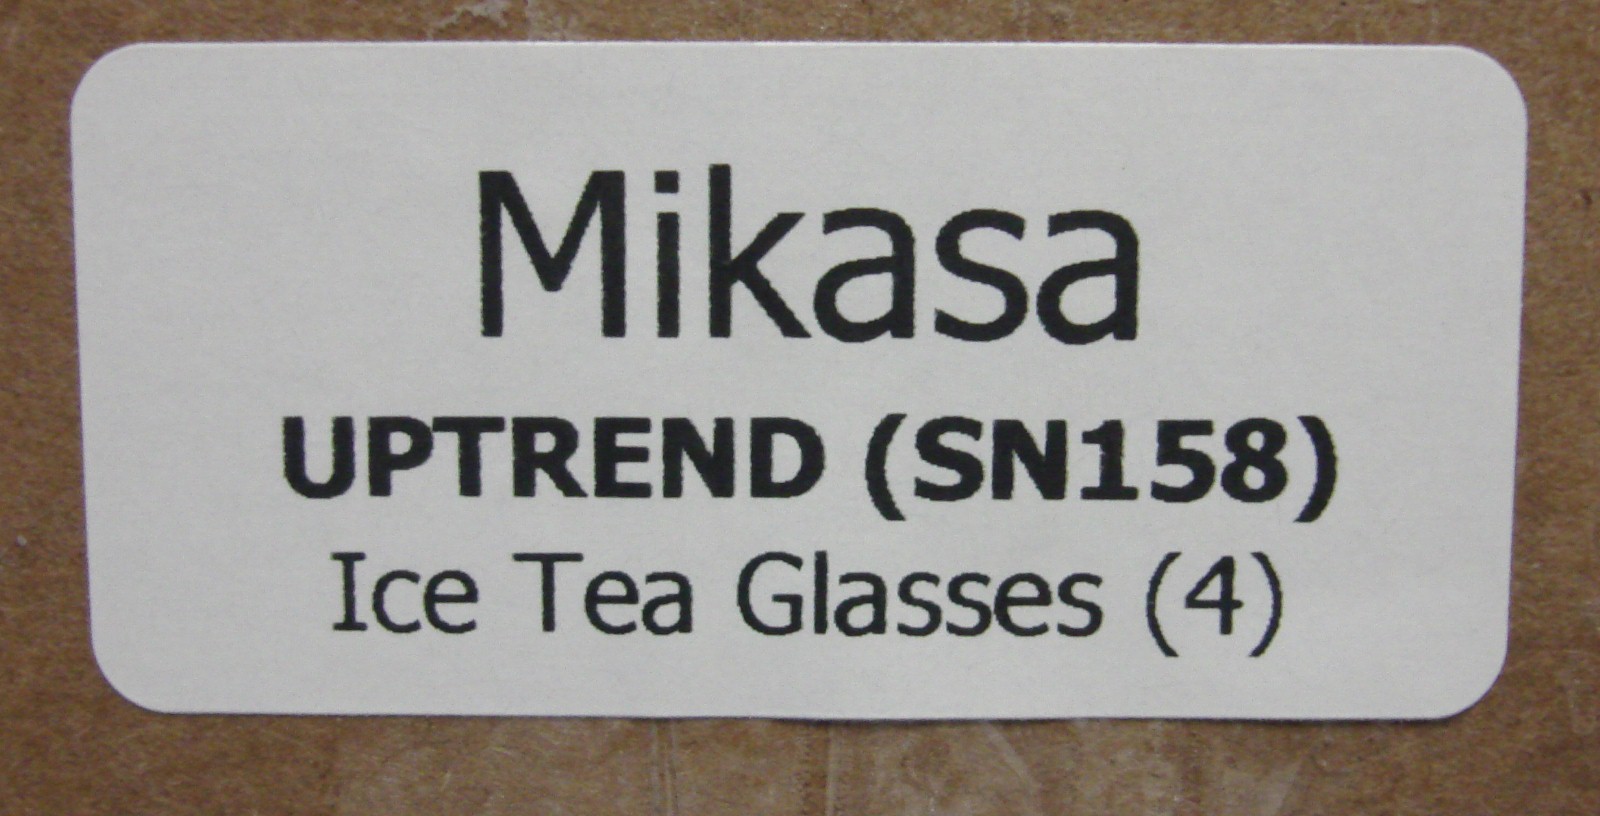 Mikasa
UPTREND (SN158)
Ice Tea Glasses (4)